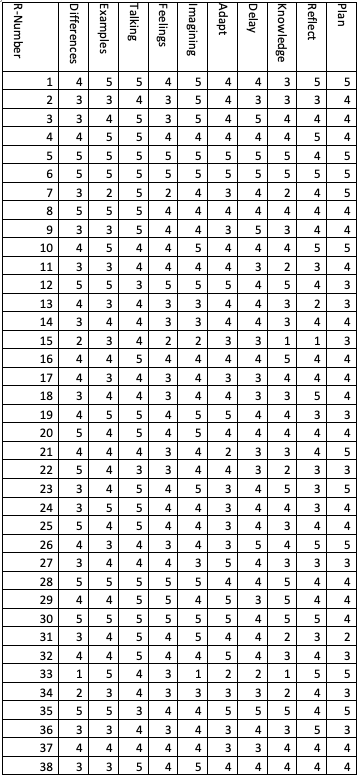 R-Number Differences Examples Talking Feelings Imagining Adapt Delay Knowledge Reflect Plan
1 4 5 5 4 5 4 4 3 5 5
2 3 3 4 3 5 4 3 3 3 4
3 3 4 5 3 5 4 5 4 4 4
4 4 5 5 4 4 4 4 4 5 4
5 5 5 5 5 5 5 5 5 4 5
6 5 5 5 5 5 5 5 5 5 5
7 3 2 5 2 4 3 4 2 4 5
8 5 5 5 4 4 4 4 4 4 4
9 3 3 5 4 4 3 5 3 4 4
10 4 5 4 4 5 4 4 4 5 5
11 3 3 4 4 4 4 3 2 3 4
12 5 5 3 5 5 5 4 5 4 3
13 4 3 4 3 3 4 4 3 2 3
14 3 4 4 3 3 4 4 3 4 4
15 2 3 4 2 2 3 3 1 1 3
16 4 4 5 4 4 4 4 5 4 4
17 4 3 4 3 4 3 3 4 4 4
18 3 4 4 3 4 4 3 3 5 4
19 4 5 5 4 5 5 4 4 3 3
20 5 4 5 4 5 4 4 4 4 4
21 4 4 4 3 4 2 3 3 4 5
22 5 4 3 3 4 4 3 2 3 3
23 3 4 5 4 5 3 4 5 3 5
24 3 5 5 4 4 3 4 4 3 4
25 5 4 5 4 4 3 4 3 4 4
26 4 3 4 3 4 3 5 4 5 5
27 3 4 4 4 3 5 4 3 3 3
28 5 5 5 5 5 4 4 5 4 4
29 4 4 5 5 4 5 3 5 4 4
30 5 5 5 5 5 5 4 5 5 4
31 3 4 5 4 5 4 4 2 3 2
32 4 4 5 4 4 5 4 3 4 3
33 1 5 4 3 1 2 2 1 5 5
34 2 3 4 3 3 3 3 2 4 3
35 5 5 3 4 4 5 5 5 4 5
36 3 3 4 3 4 3 4 3 5 3
37 4 4 4 4 4 3 3 4 4 4
38 3 3 5 4 5 4 4 4 4 4